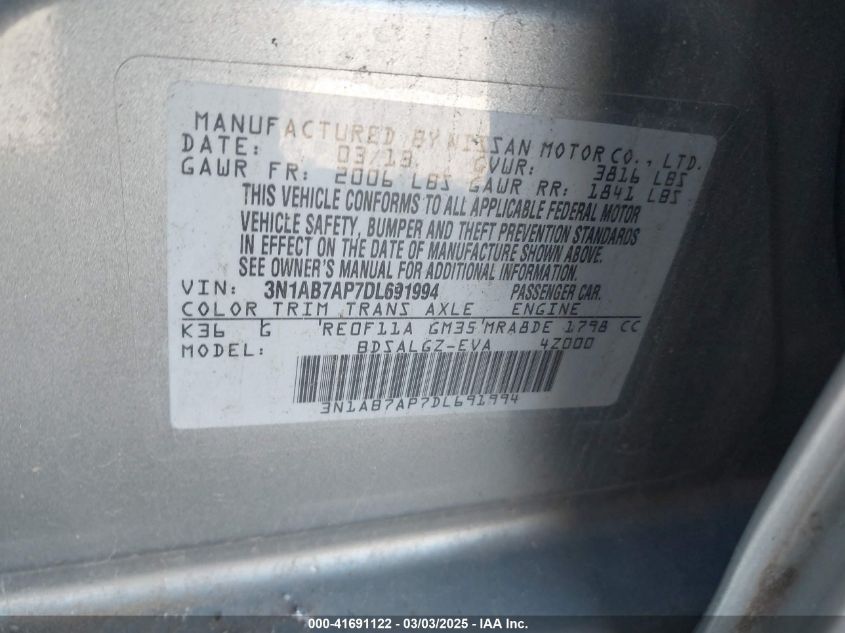 MANUFACTURED BY NISSAN MOTOR CO., LTD.
DATE: 03/13 GVWR: 3816 LBS
GAWR FR: 2006 LBS GAWR RR: 1841 LBS
THIS VEHICLE CONFORMS TO ALL APPLICABLE FEDERAL MOTOR
VEHICLE SAFETY, BUMPER AND THEFT PREVENTION STANDARDS
IN EFFECT ON THE DATE OF MANUFACTURE SHOWN ABOVE.
SEE OWNER'S MANUAL FOR ADDITIONAL INFORMATION.
VIN: 3N1AB7AP7DL691994 PASSENGER CAR.
COLOR TRIM TRANS AXLE ENGINE
K36 G RE0F11A GM35 MRA8DE 1798 CC
MODEL: BDSALGZ-EVA 4Z000
3N1AB7AP7DL691994
000-41691122 - 03/03/2025 - IAAI Inc.